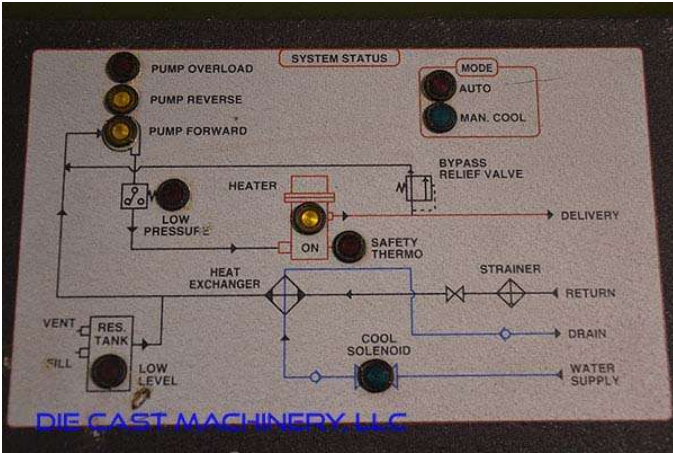 SYSTEM STATUS
PUMP OVERLOAD
PUMP REVERSE
PUMP FORWARD
MODE
AUTO
MAN. COOL
BYPASS
RELIEF VALVE
HEATER
LOW
PRESSURE
DELIVERY
ON
SAFETY
THERMO
HEAT
EXCHANGER
STRAINER
RETURN
VENT
RES.
TANK
FILL
LOW
LEVEL
COOL
SOLENOID
DRAIN
WATER
SUPPLY
DIE CAST MACHINERY, LLC